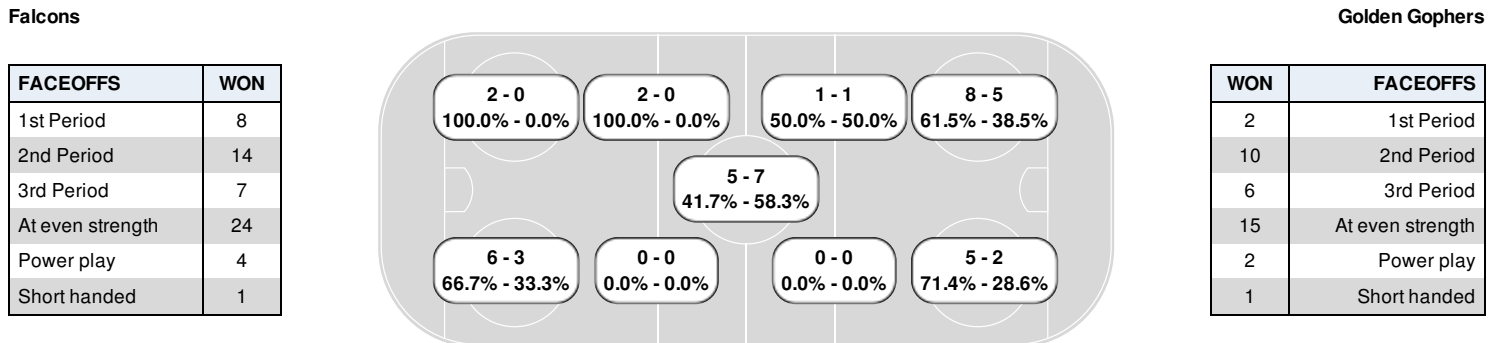 Falcons
Golden Gophers
FACEOFFS WON
1st Period 8
2nd Period 14
3rd Period 7
At even strength 24
Power play 4
Short handed 1
2 - 0
100.0% - 0.0%
2 - 0
100.0% - 0.0%
1 - 1
50.0% - 50.0%
8 - 5
61.5% - 38.5%
5 - 7
41.7% - 58.3%
6 - 3
66.7% - 33.3%
0 - 0
0.0% - 0.0%
0 - 0
0.0% - 0.0%
5 - 2
71.4% - 28.6%
WON FACEOFFS
2 1st Period
10 2nd Period
6 3rd Period
15 At even strength
2 Power play
1 Short handed